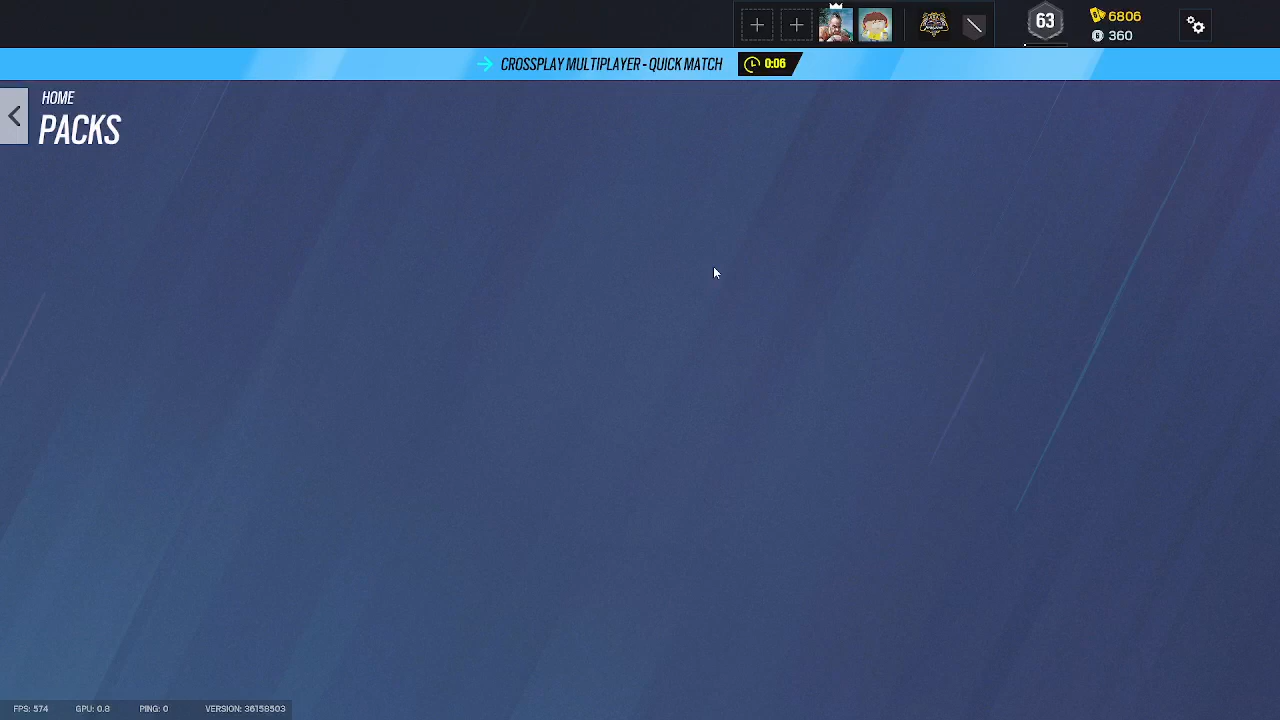 63
6806
360
CROSSPLAY MULTIPLAYER - QUICK MATCH 0:06
HOME
PACKS
FPS: 574 GPU: 0.8 PING: 0 VERSION: 36158503